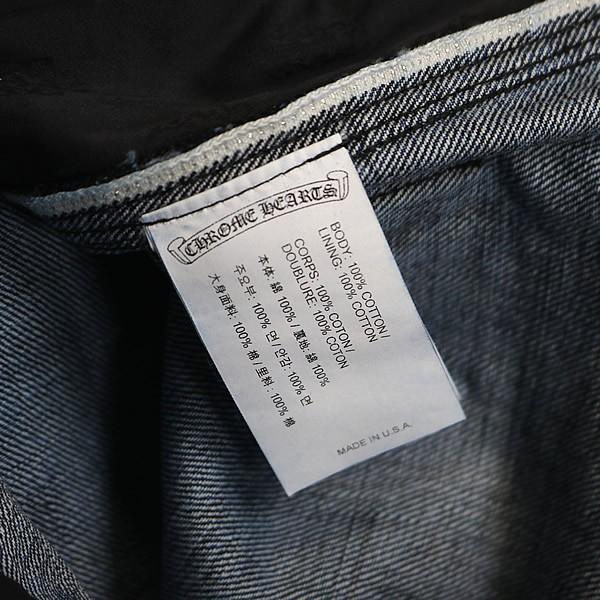 CHROME HEARTS
BODY: 100% COTTON/
LINING: 100% COTTON
CORPS: 100% COTON/
DOUBLURE: 100% COTON
本体: 綿 100% / 裏地: 綿 100%
주요부: 100% 면 / 안감: 100% 면
大身面料: 100% 棉 / 里料: 100% 棉
MADE IN U.S.A.